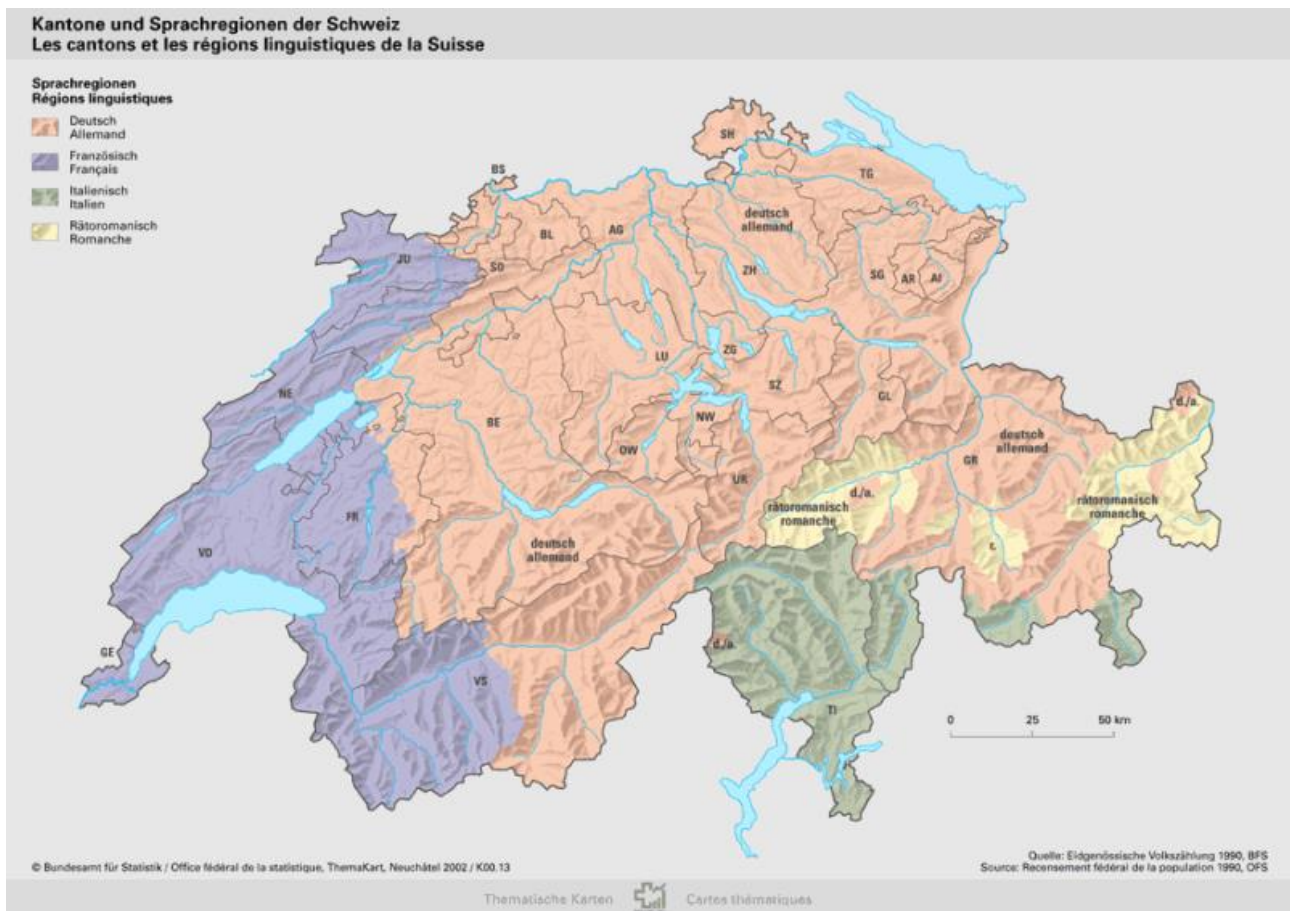 Kantone und Sprachregionen der Schweiz
Les cantons et les régions linguistiques de la Suisse
Sprachregionen
Régions linguistiques
Deutsch
Allemand
Französisch
Français
Italienisch
Italien
Rätoromanisch
Romanche
SH
BS
TG
BL
AG
deutsch
allemand
JU
SO
ZH
SG
AR
AI
LU
ZG
SZ
NE
GL
d./a.
BE
NW
OW
deutsch
allemand
GR
UR
d./a.
rätoromanisch
romanche
rätoromanisch
romanche
FR
VD
deutsch
allemand
r.
d./a.
GE
VS
TI
0 25 50 km
© Bundesamt für Statistik / Office fédéral de la statistique, ThemaKart, Neuchâtel 2002 / K00.13
Quelle: Eidgenössische Volkszählung 1990, BFS
Source: Recensement fédéral de la population 1990, OFS
Thematische Karten Cartes thématiques